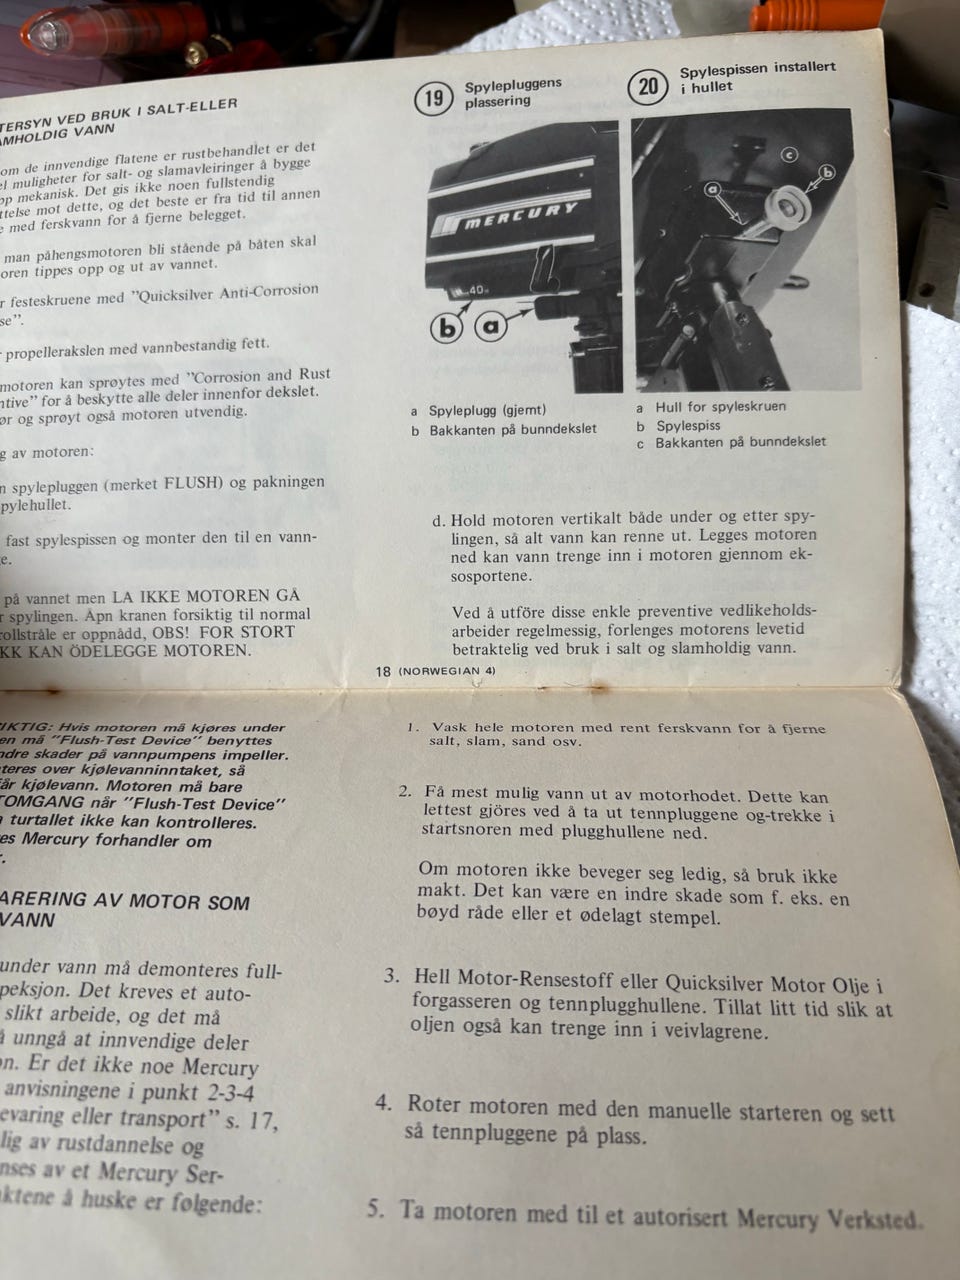 TERSYN VED BRUK I SALT-ELLER
AMHOLDIG VANN
om de innvendige flatene er rustbehandlet er det
el muligheter for salt- og slamavleiringer å bygge
pp mekanisk. Det gis ikke noen fullstendig
ttelse mot dette, og det beste er fra tid til annen
e med ferskvann for å fjerne belegget.
man påhengsmotoren bli stående på båten skal
oren tippes opp og ut av vannet.
r festeskruene med "Quicksilver Anti-Corrosion
se".
r propellerakslen med vannbestandig fett.
motoren kan sprøytes med "Corrosion and Rust
ntive" for å beskytte alle deler innenfor dekslet.
ør og sprøyt også motoren utvendig.
g av motoren:
n spylepluggen (merket FLUSH) og pakningen
pylehullet.
fast spylespissen og monter den til en vann-
e.
på vannet men LA IKKE MOTOREN GÅ
r spylingen. Åpn kranen forsiktig til normal
rollstråle er oppnådd, OBS! FOR STORT
KK KAN ÖDELEGGE MOTOREN.
19 Spylepluggens
plassering
MERCURY
40
b a
a Spyleplugg (gjemt)
b Bakkanten på bunndekslet
20 Spylespissen installert
i hullet
c
b
a
a Hull for spyleskruen
b Spylespiss
c Bakkanten på bunndekslet
d. Hold motoren vertikalt både under og etter spy-
lingen, så alt vann kan renne ut. Legges motoren
ned kan vann trenge inn i motoren gjennom ek-
sosportene.
Ved å utföre disse enkle preventive vedlikeholds-
arbeider regelmessig, forlenges motorens levetid
betraktelig ved bruk i salt og slamholdig vann.
18 (NORWEGIAN 4)
IKTIG: Hvis motoren må kjøres under
en må "Flush-Test Device" benyttes
ndre skader på vannpumpens impeller.
teres over kjølevanninntaket, så
får kjølevann. Motoren må bare
TOMGANG når "Flush-Test Device"
turtallet ikke kan kontrolleres.
es Mercury forhandler om
r.
ARERING AV MOTOR SOM
VANN
under vann må demonteres full-
peksjon. Det kreves et auto-
slikt arbeide, og det må
å unngå at innvendige deler
on. Er det ikke noe Mercury
anvisningene i punkt 2-3-4
evaring eller transport" s. 17,
lig av rustdannelse og
nses av et Mercury Ser-
aktene å huske er følgende:
1. Vask hele motoren med rent ferskvann for å fjerne
salt, slam, sand osv.
2. Få mest mulig vann ut av motorhodet. Dette kan
lettest gjöres ved å ta ut tennpluggene og-trekke i
startsnoren med plugghullene ned.
Om motoren ikke beveger seg ledig, så bruk ikke
makt. Det kan være en indre skade som f. eks. en
bøyd råde eller et ødelagt stempel.
3. Hell Motor-Rensestoff eller Quicksilver Motor Olje i
forgasseren og tennplugghullene. Tillat litt tid slik at
oljen også kan trenge inn i veivlagrene.
4. Roter motoren med den manuelle starteren og sett
så tennpluggene på plass.
5. Ta motoren med til et autorisert Mercury Verksted.